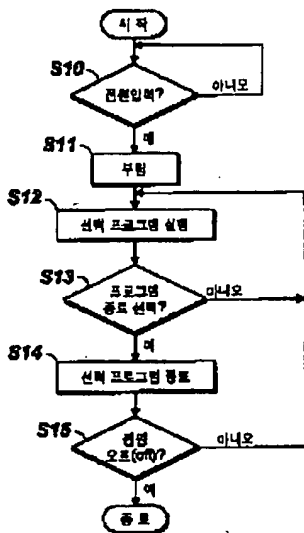 시 작
S10
전원입력?
아니오
예
S11
부팅
S12
선택 프로그램 실행
S13
프로그램
종료 선택?
아니오
예
S14
선택 프로그램 종료
S15
전원
오프(off)?
아니오
예
종 료